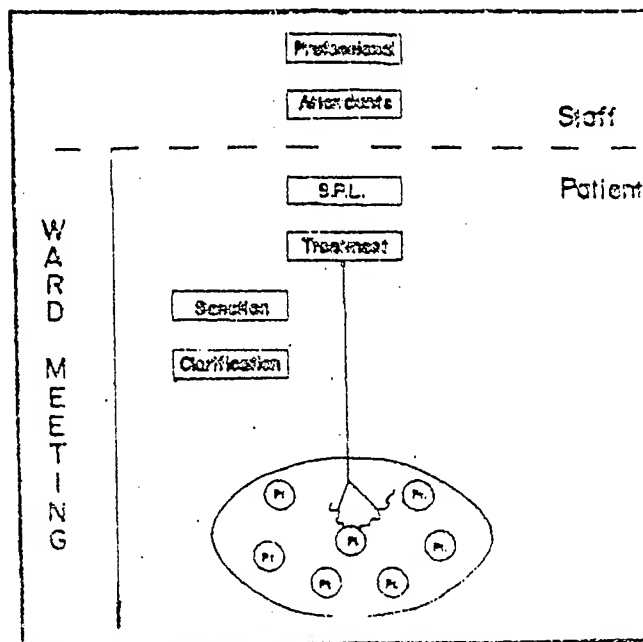 Professional
Attendants
Staff
S.P.L.
Patient
Treatment
WARD MEETING
Sanction
Clarification
Pt.
Pt.
Pt.
Pt.
Pt.
Pt.
Pt.